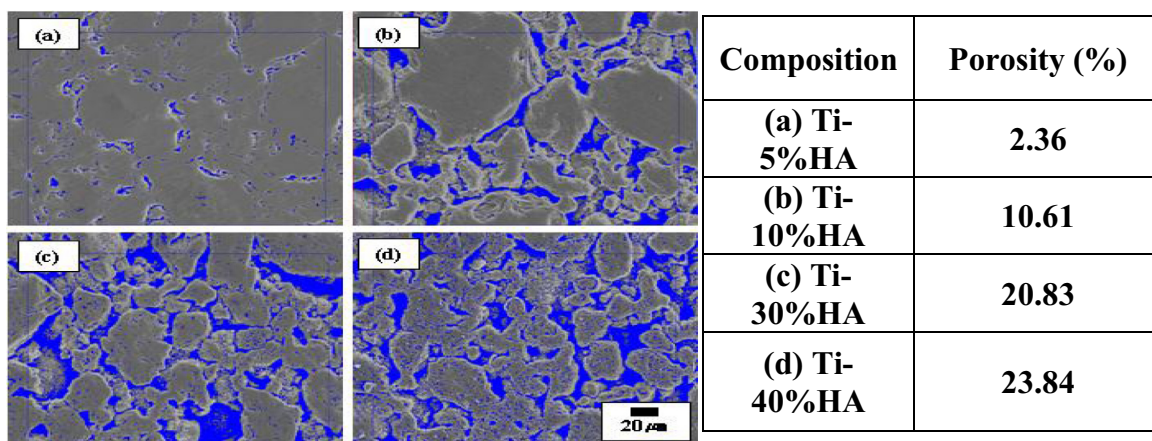 (a)
(b)
(c)
(d)
20 μm
Composition
Porosity (%)
(a) Ti-
5%HA
2.36
(b) Ti-
10%HA
10.61
(c) Ti-
30%HA
20.83
(d) Ti-
40%HA
23.84